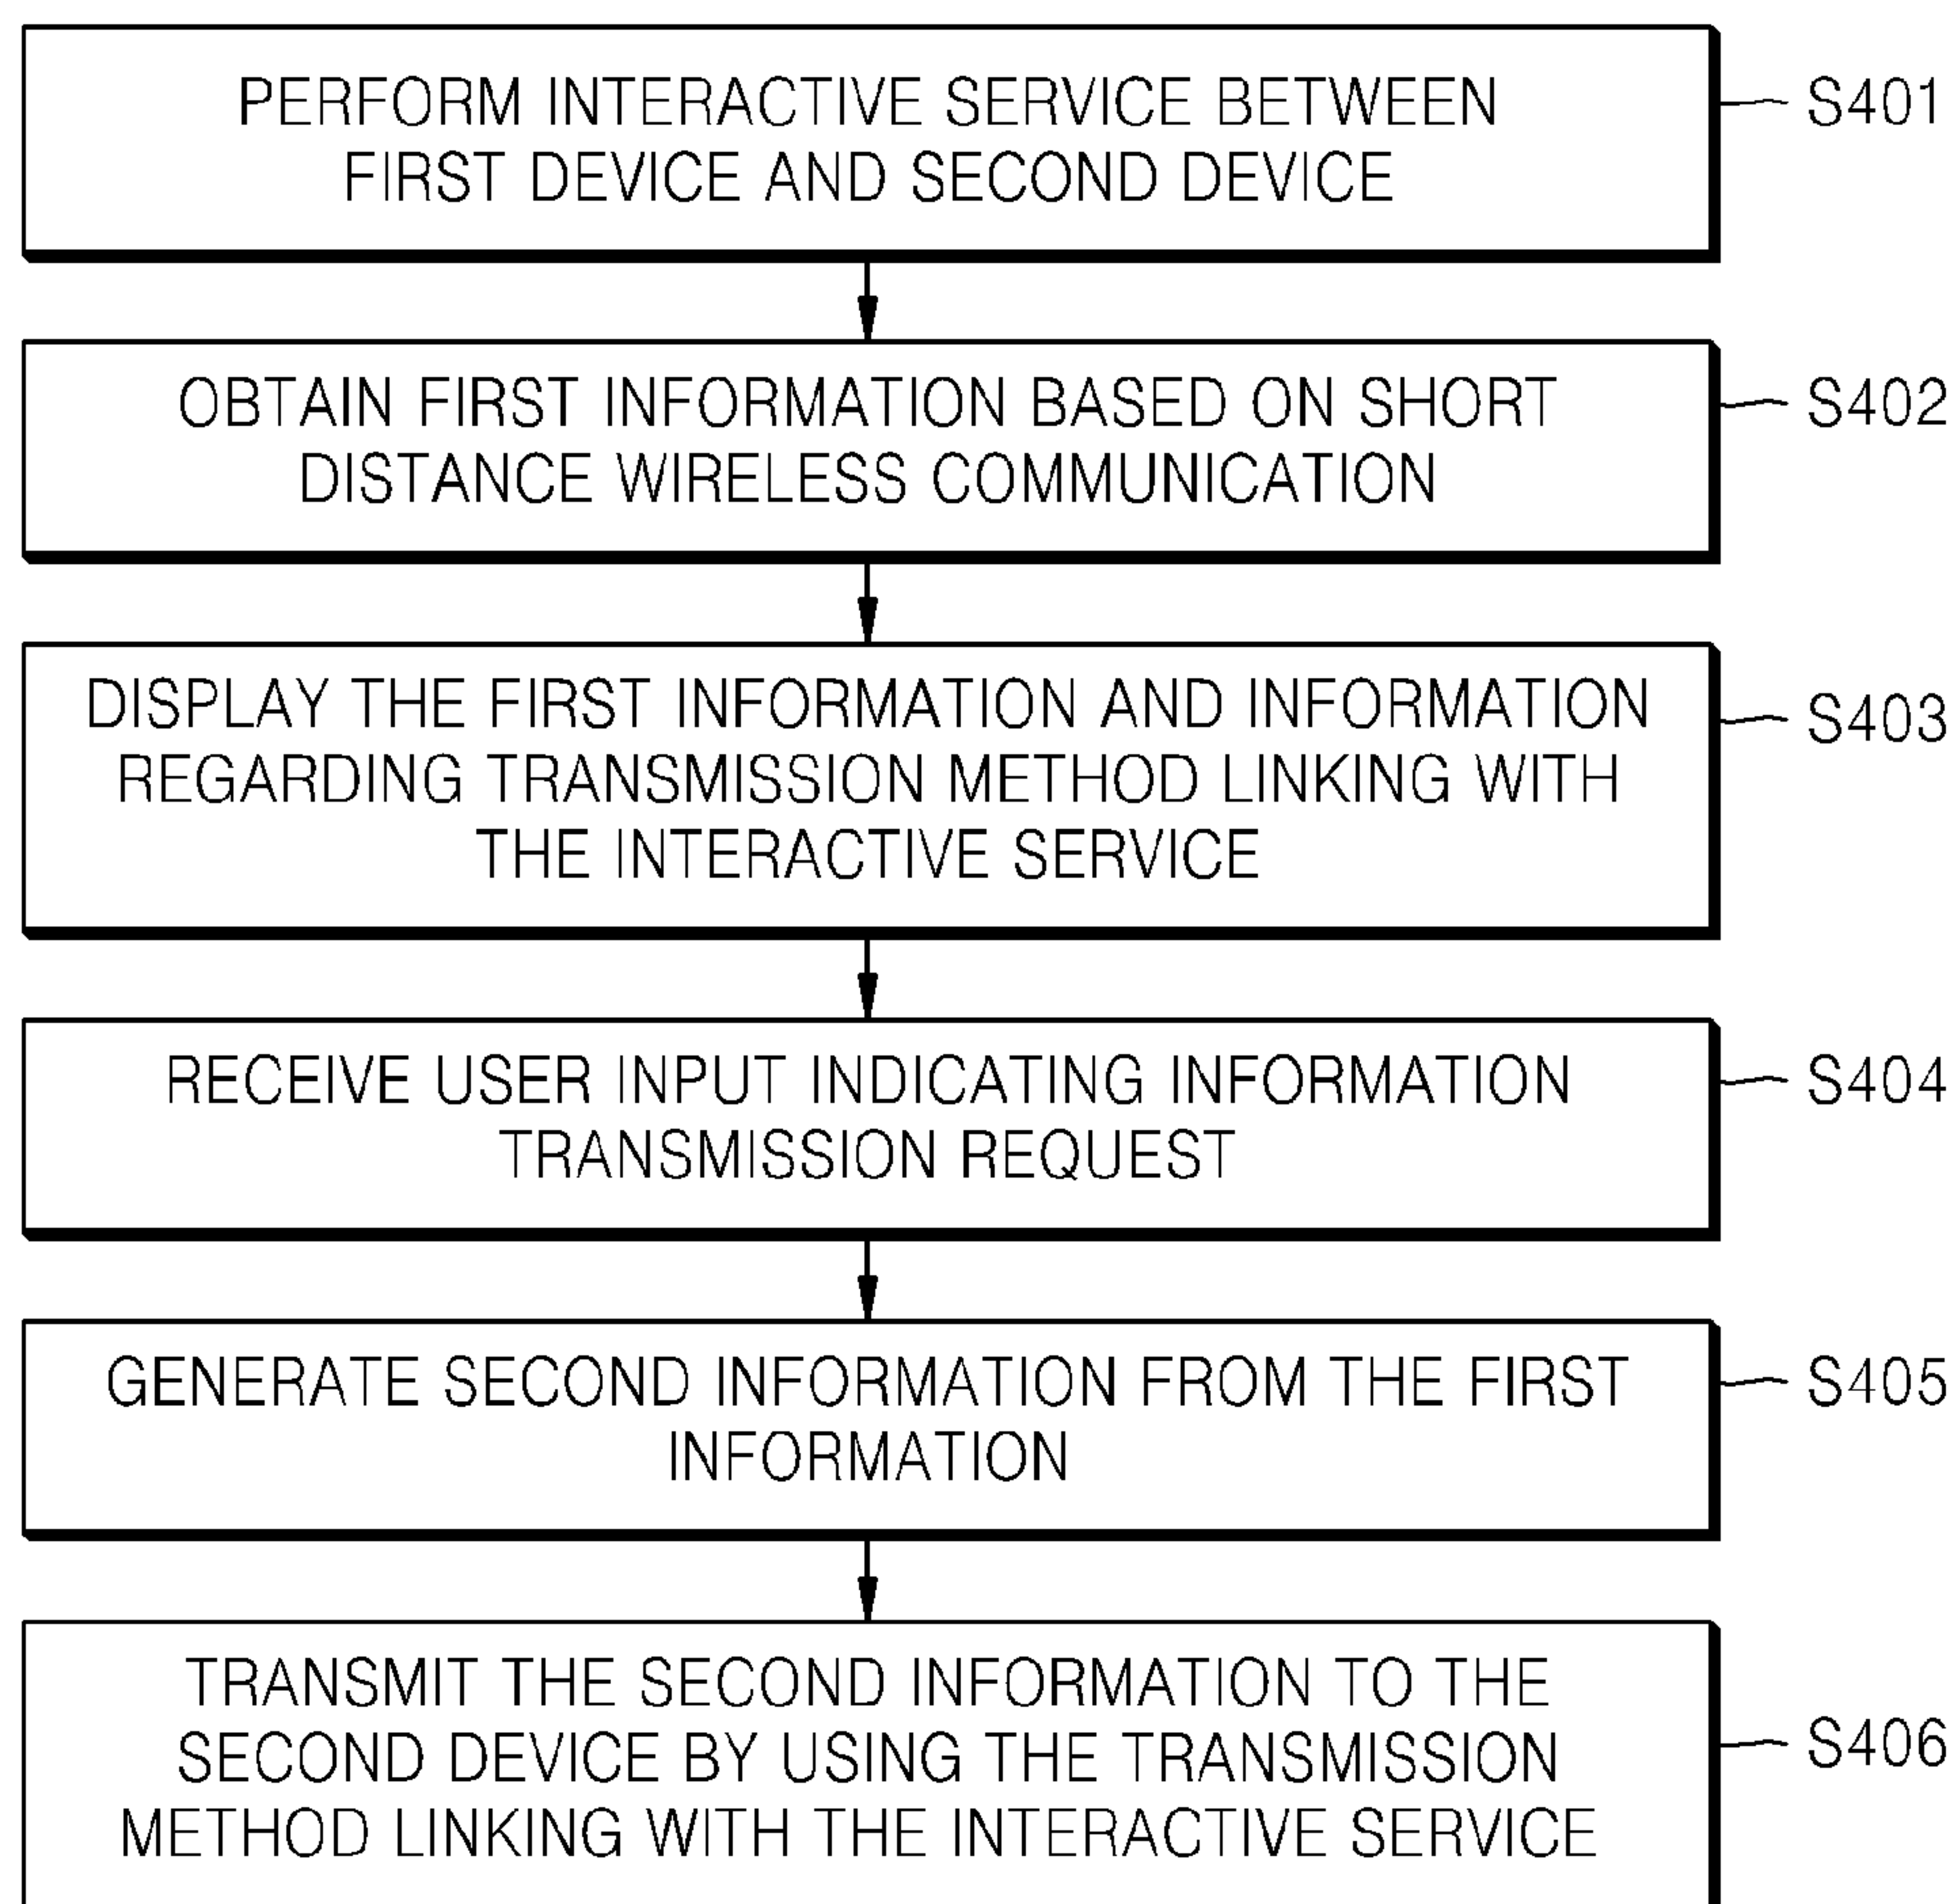 PERFORM INTERACTIVE SERVICE BETWEEN
FIRST DEVICE AND SECOND DEVICE
S401
OBTAIN FIRST INFORMATION BASED ON SHORT
DISTANCE WIRELESS COMMUNICATION
S402
DISPLAY THE FIRST INFORMATION AND INFORMATION
REGARDING TRANSMISSION METHOD LINKING WITH
THE INTERACTIVE SERVICE
S403
RECEIVE USER INPUT INDICATING INFORMATION
TRANSMISSION REQUEST
S404
GENERATE SECOND INFORMATION FROM THE FIRST
INFORMATION
S405
TRANSMIT THE SECOND INFORMATION TO THE
SECOND DEVICE BY USING THE TRANSMISSION
METHOD LINKING WITH THE INTERACTIVE SERVICE
S406